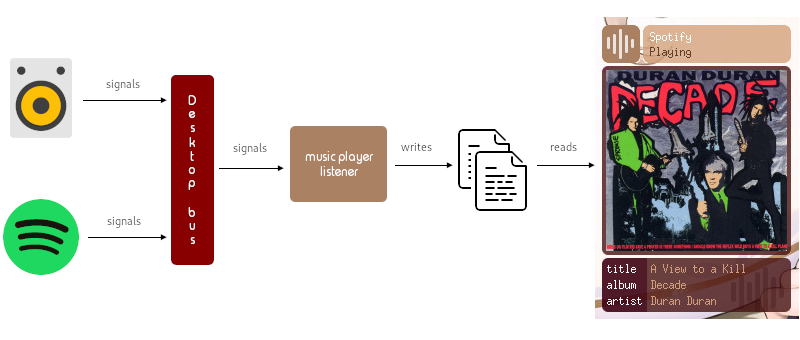 signals
signals
Desktop bus
signals
music player
listener
writes
reads
Spotify
Playing
DURAN DURAN
DECADE
title A View to a Kill
album Decade
artist Duran Duran